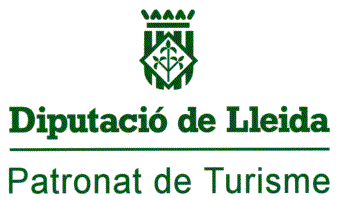 Diputació de Lleida
Patronat de Turisme